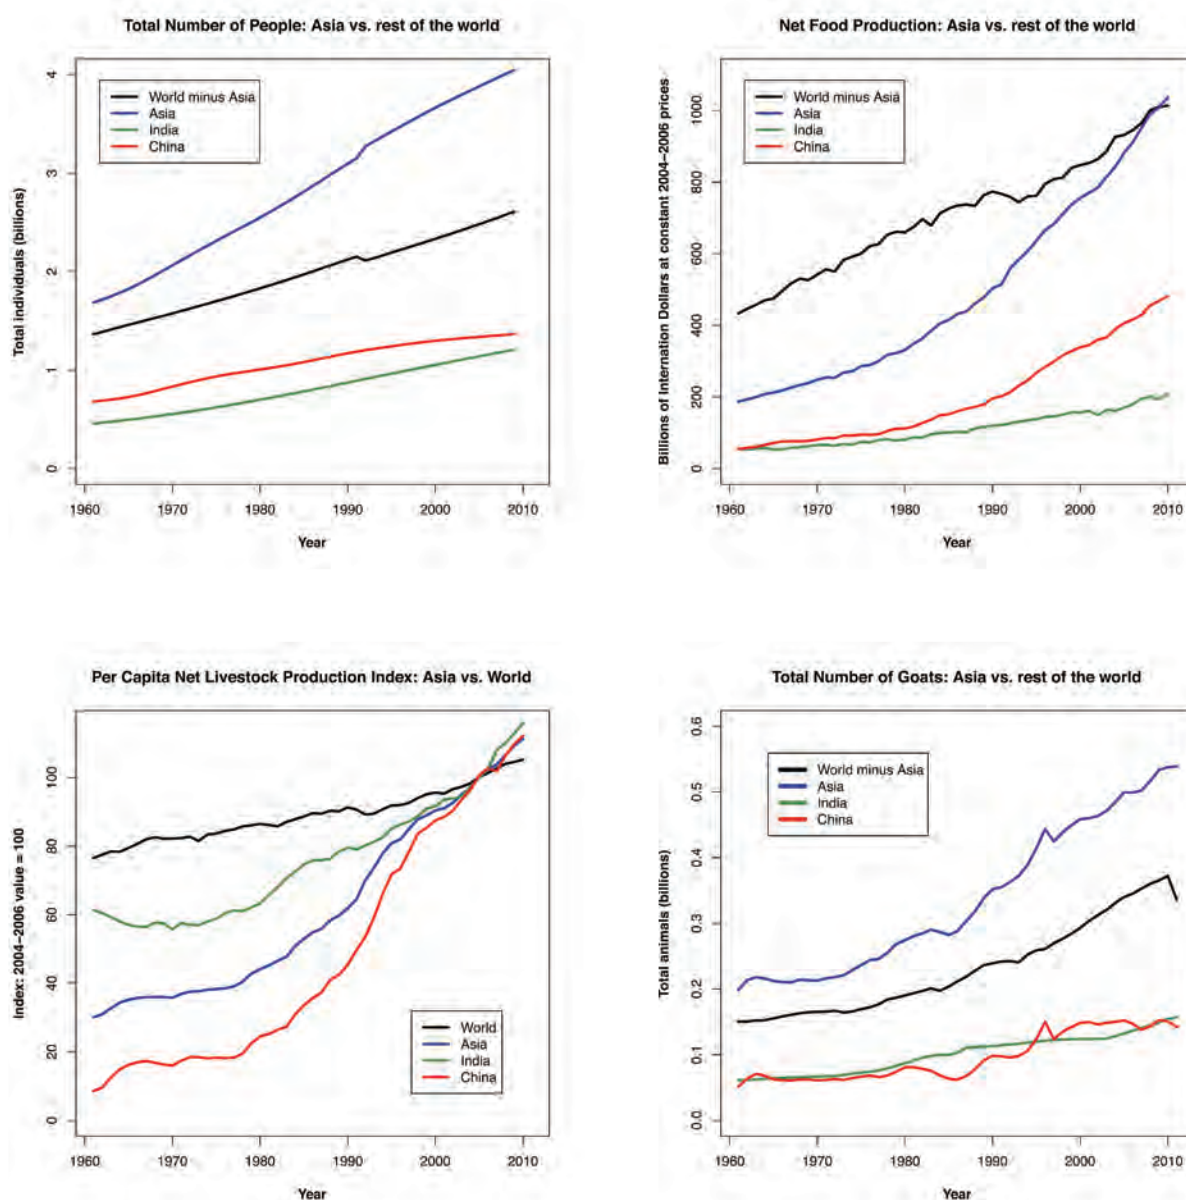 Total Number of People: Asia vs. rest of the world
Total individuals (billions)
4
3
2
1
0
World minus Asia
Asia
India
China
1960 1970 1980 1990 2000 2010
Year
Net Food Production: Asia vs. rest of the world
Billions of Internation Dollars at constant 2004–2006 prices
1000
800
600
400
200
0
World minus Asia
Asia
India
China
1960 1970 1980 1990 2000 2010
Year
Per Capita Net Livestock Production Index: Asia vs. World
Index: 2004–2006 value = 100
100
80
60
40
20
0
World
Asia
India
China
1960 1970 1980 1990 2000 2010
Year
Total Number of Goats: Asia vs. rest of the world
Total animals (billions)
0.6
0.5
0.4
0.3
0.2
0.1
0.0
World minus Asia
Asia
India
China
1960 1970 1980 1990 2000 2010
Year